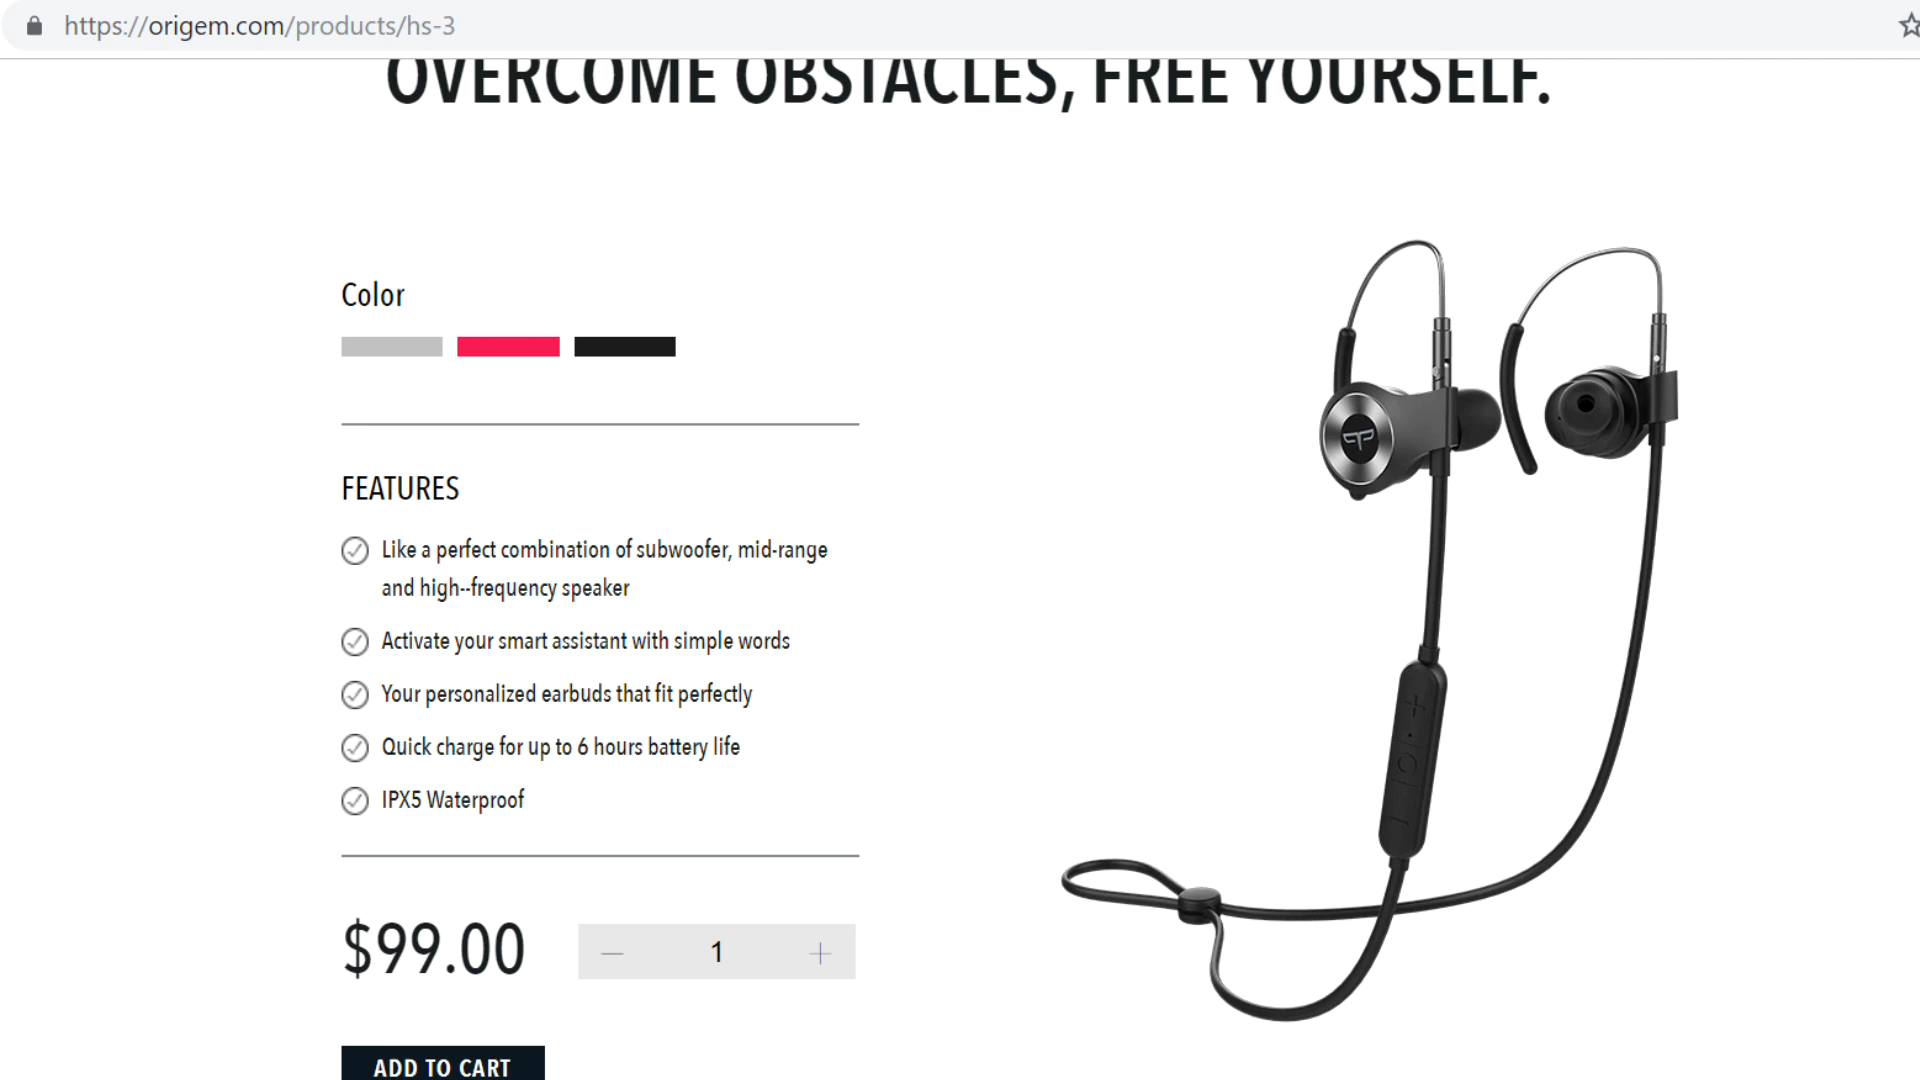 https://origem.com/products/hs-3
OVERCOME OBSTACLES, FREE YOURSELF.
Color
FEATURES
Like a perfect combination of subwoofer, mid-range
and high--frequency speaker
Activate your smart assistant with simple words
Your personalized earbuds that fit perfectly
Quick charge for up to 6 hours battery life
IPX5 Waterproof
$99.00
1
ADD TO CART